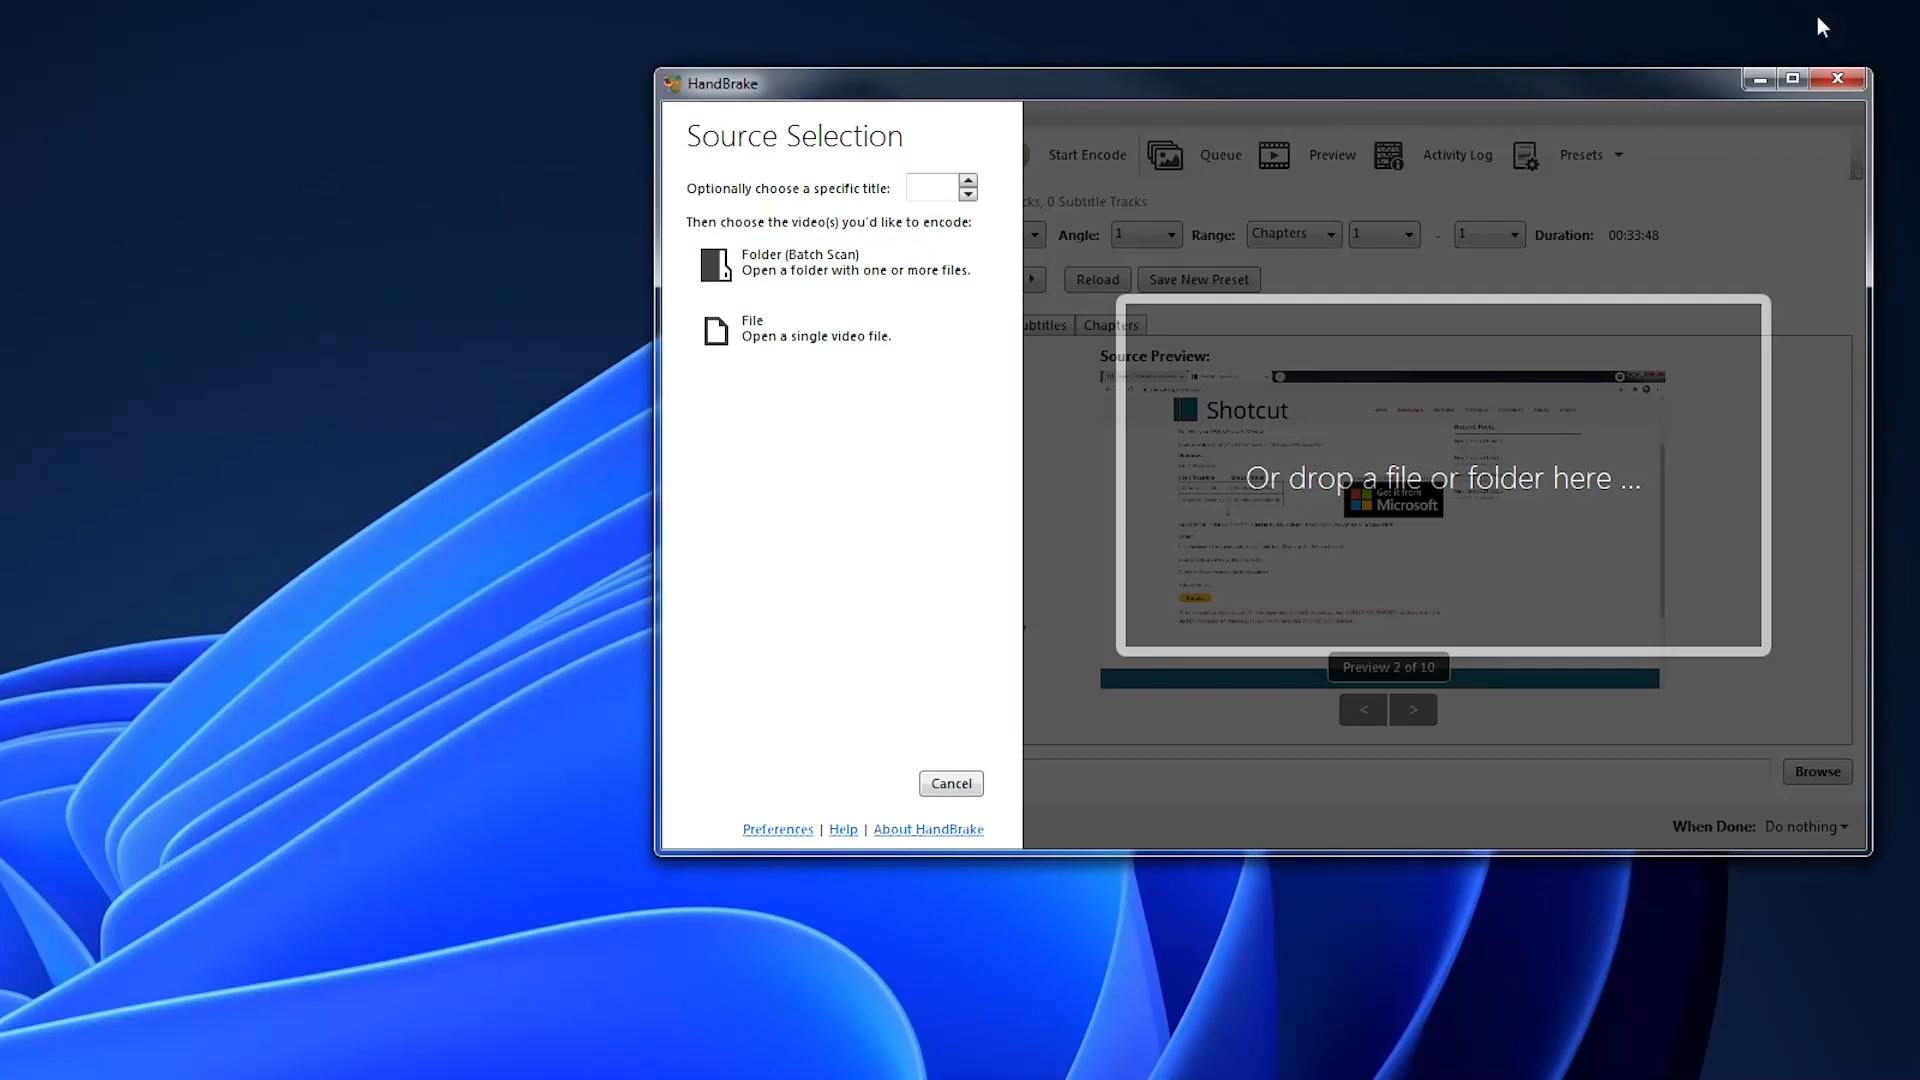 HandBrake
Source Selection
Start Encode
Queue
Preview
Activity Log
Presets
Optionally choose a specific title:
cks, 0 Subtitle Tracks
Then choose the video(s) you'd like to encode:
Angle: 1 Range: Chapters 1 - 1 Duration: 00:33:48
Folder (Batch Scan)
Open a folder with one or more files.
Reload
Save New Preset
File
Open a single video file.
ubtitles
Chapters
Source Preview:
Shotcut
Recent Posts
Windows
Or drop a file or folder here ...
Get it from
Microsoft
Preview 2 of 10
< >
Browse
Cancel
When Done: Do nothing
Preferences | Help | About HandBrake